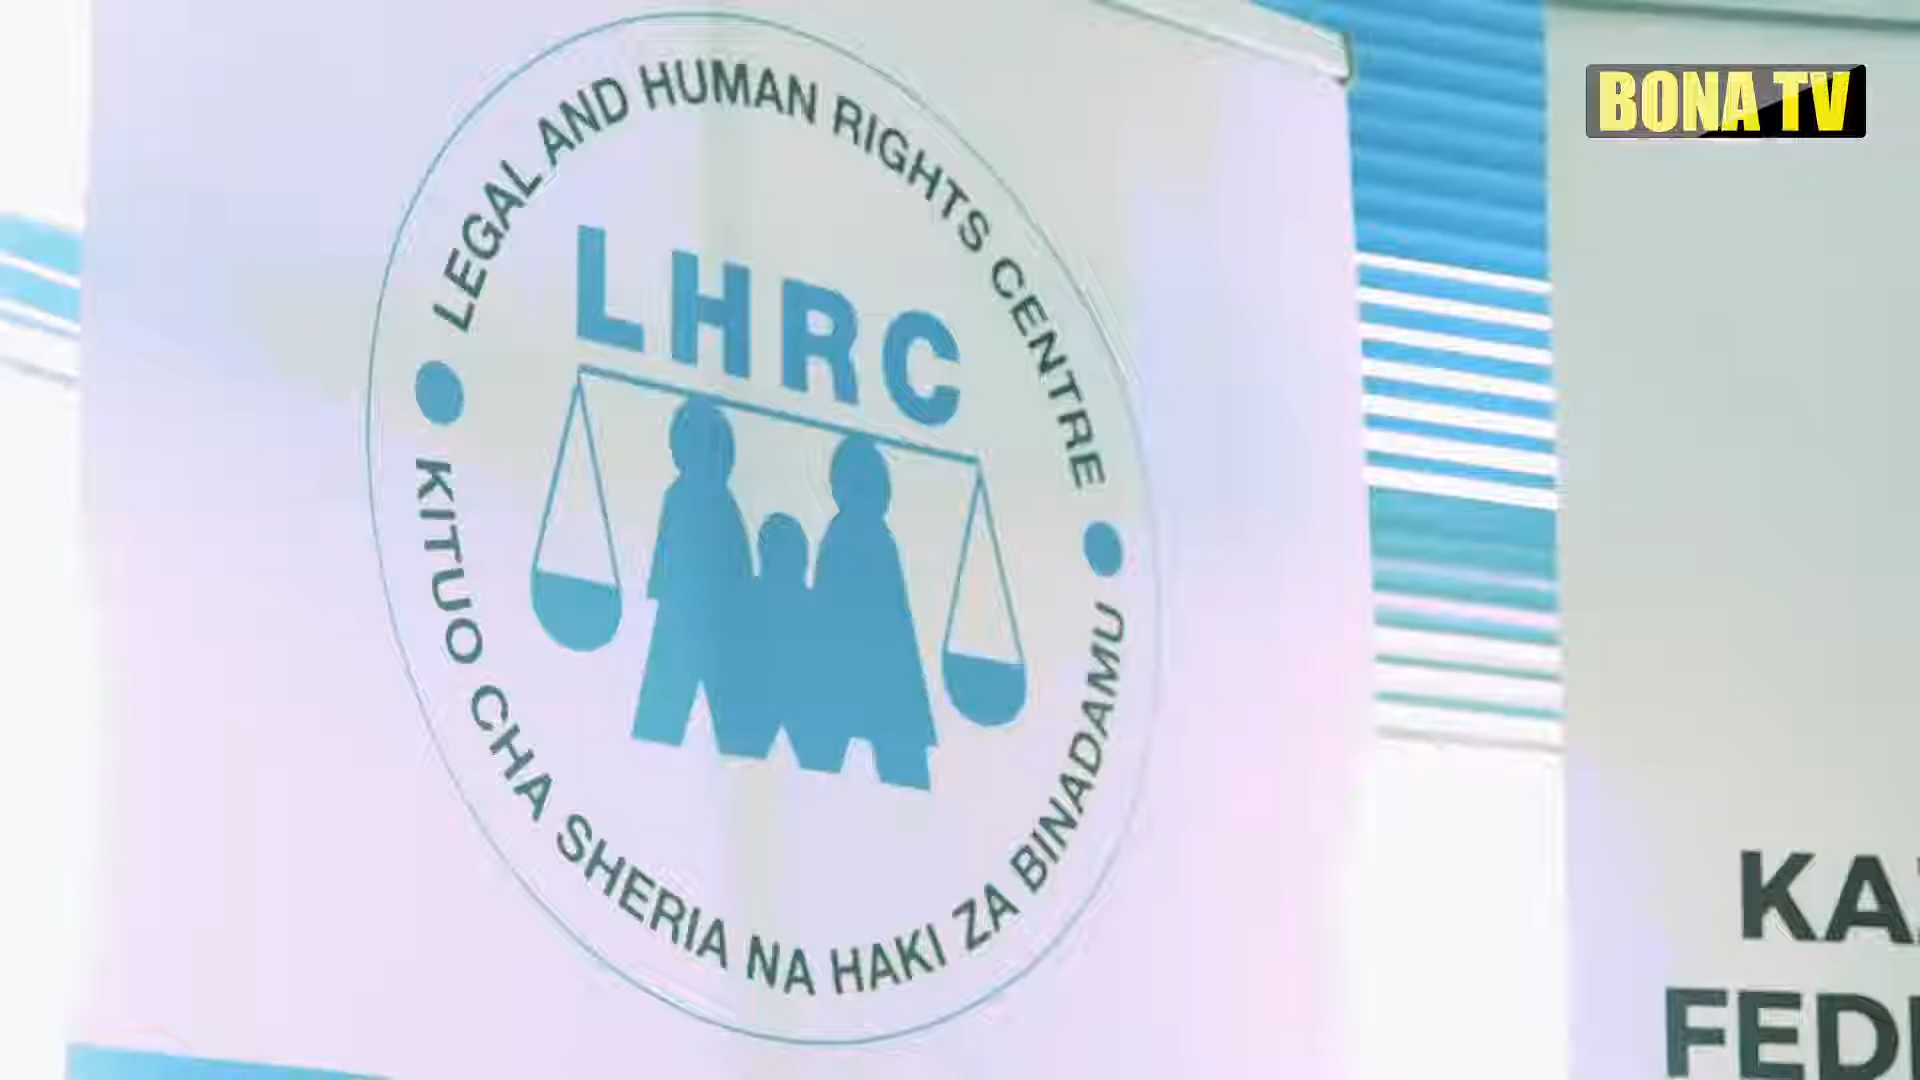 BONA TV
LEGAL AND HUMAN RIGHTS CENTRE
LHRC
KITUO CHA SHERIA NA HAKI ZA BINADAMU